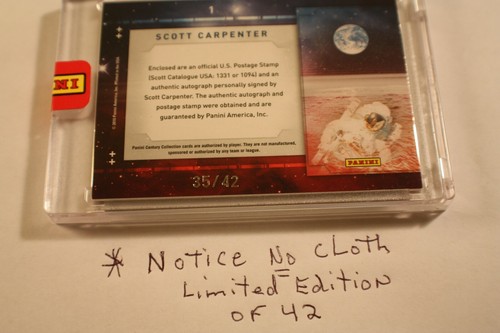 1
SCOTT CARPENTER
Enclosed are an official U.S. Postage Stamp
(Scott Catalogue USA: 1331 or 1094) and an
authentic autograph personally signed by
Scott Carpenter. The authentic autograph and
postage stamp were obtained and are
guaranteed by Panini America, Inc.
Panini Century Collection cards are authorized by player. They are not manufactured,
sponsored or authorized by any team or league.
PANINI
35/42
* Notice No cLoth
Limited Edition
OF 42